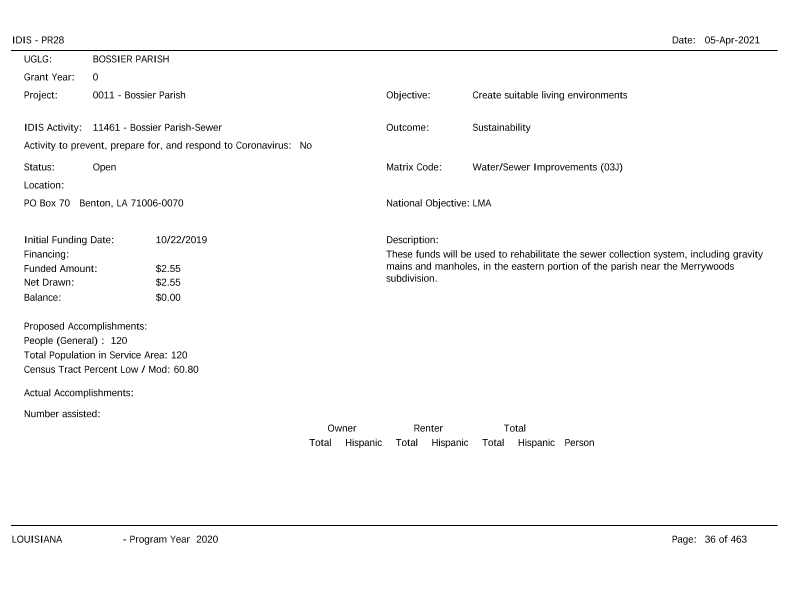 IDIS - PR28 Date: 05-Apr-2021
UGLG: BOSSIER PARISH
Grant Year: 0
Project: 0011 - Bossier Parish Objective: Create suitable living environments
IDIS Activity: 11461 - Bossier Parish-Sewer Outcome: Sustainability
Activity to prevent, prepare for, and respond to Coronavirus: No
Status: Open Matrix Code: Water/Sewer Improvements (03J)
Location:
PO Box 70 Benton, LA 71006-0070 National Objective: LMA
Initial Funding Date: 10/22/2019 Description:
Financing: These funds will be used to rehabilitate the sewer collection system, including gravity
Funded Amount: $2.55 mains and manholes, in the eastern portion of the parish near the Merrywoods
Net Drawn: $2.55 subdivision.
Balance: $0.00
Proposed Accomplishments:
People (General) : 120
Total Population in Service Area: 120
Census Tract Percent Low / Mod: 60.80
Actual Accomplishments:
Number assisted:
Owner Renter Total
Total Hispanic Total Hispanic Total Hispanic Person
LOUISIANA - Program Year 2020 Page: 36 of 463